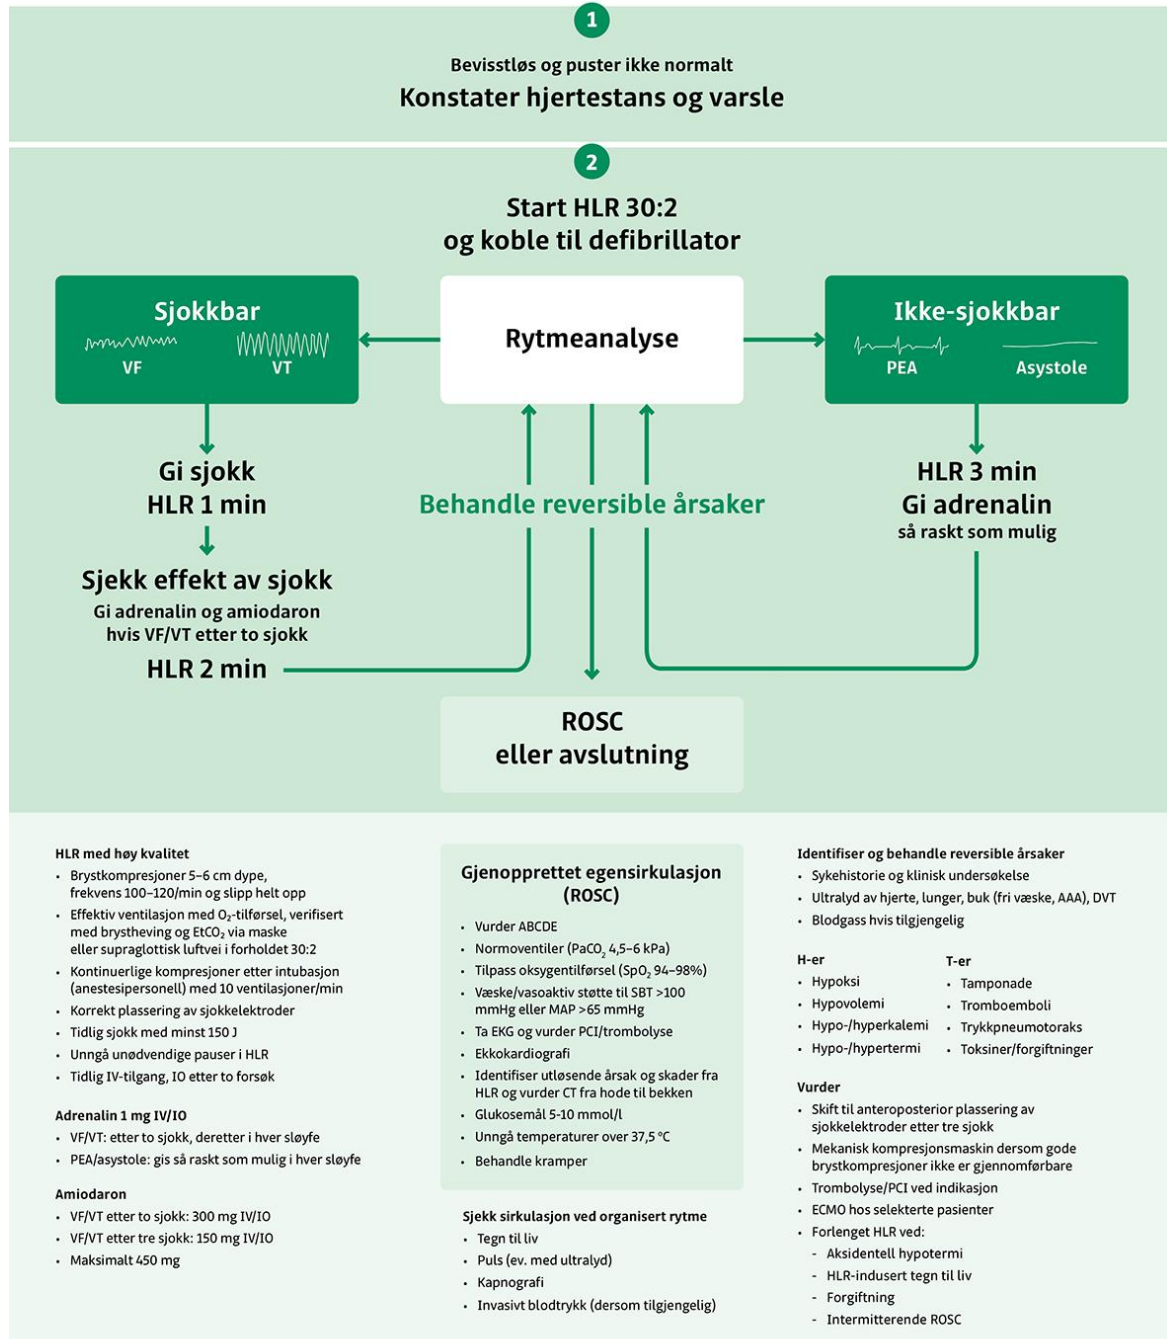 1
Bevisstløs og puster ikke normalt
Konstater hjertestans og varsle
2
Start HLR 30:2
og koble til defibrillator
Sjokkbar
VF
VT
Rytmeanalyse
Ikke-sjokkbar
PEA
Asystole
Gi sjokk
HLR 1 min
Sjekk effekt av sjokk
Gi adrenalin og amiodaron
hvis VF/VT etter to sjokk
HLR 2 min
Behandle reversible årsaker
HLR 3 min
Gi adrenalin
så raskt som mulig
ROSC
eller avslutning
HLR med høy kvalitet
• Brystkompresjoner 5–6 cm dype,
frekvens 100–120/min og slipp helt opp
• Effektiv ventilasjon med O₂-tilførsel, verifisert
med brystheving og EtCO₂ via maske
eller supraglottisk luftvei i forholdet 30:2
• Kontinuerlige kompresjoner etter intubasjon
(anestesipersonell) med 10 ventilasjoner/min
• Korrekt plassering av sjokkelektroder
• Tidlig sjokk med minst 150 J
• Unngå unødvendige pauser i HLR
• Tidlig IV-tilgang, IO etter to forsøk
Adrenalin 1 mg IV/IO
• VF/VT: etter to sjokk, deretter i hver sløyfe
• PEA/asystole: gis så raskt som mulig i hver sløyfe
Amiodaron
• VF/VT etter to sjokk: 300 mg IV/IO
• VF/VT etter tre sjokk: 150 mg IV/IO
• Maksimalt 450 mg
Gjenopprettet egensirkulasjon
(ROSC)
• Vurder ABCDE
• Normoventiler (PaCO₂ 4,5–6 kPa)
• Tilpass oksygentilførsel (SpO₂ 94–98%)
• Væske/vasoaktiv støtte til SBT >100
mmHg eller MAP >65 mmHg
• Ta EKG og vurder PCI/trombolyse
• Ekkokardiografi
• Identifiser utløsende årsak og skader fra
HLR og vurder CT fra hode til bekken
• Glukosemål 5-10 mmol/l
• Unngå temperaturer over 37,5 °C
• Behandle kramper
Sjekk sirkulasjon ved organisert rytme
• Tegn til liv
• Puls (ev. med ultralyd)
• Kapnografi
• Invasivt blodtrykk (dersom tilgjengelig)
Identifiser og behandle reversible årsaker
• Sykehistorie og klinisk undersøkelse
• Ultralyd av hjerte, lunger, buk (fri væske, AAA), DVT
• Blodgass hvis tilgjengelig
H-er
• Hypoksi
• Hypovolemi
• Hypo-/hyperkalemi
• Hypo-/hypertermi
T-er
• Tamponade
• Tromboemboli
• Trykkpneumotoraks
• Toksiner/forgiftninger
Vurder
• Skift til anteroposterior plassering av
sjokkelektroder etter tre sjokk
• Mekanisk kompresjonsmaskin dersom gode
brystkompresjoner ikke er gjennomførbare
• Trombolyse/PCI ved indikasjon
• ECMO hos selekterte pasienter
• Forlenget HLR ved:
- Aksidentell hypotermi
- HLR-indusert tegn til liv
- Forgiftning
- Intermitterende ROSC